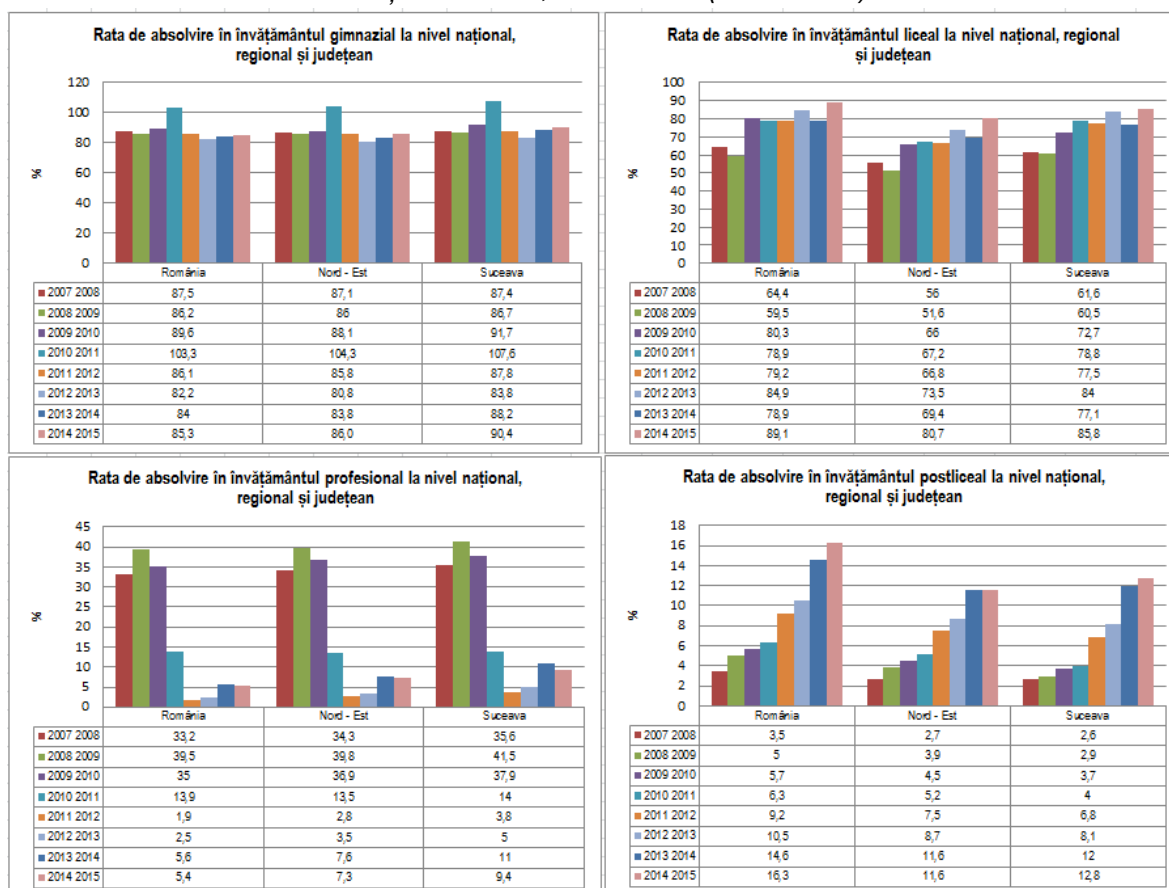 Rata de absolvire în învățământul gimnazial la nivel național,
regional și județean
120
100
80
60
40
20
0
%
România Nord - Est Suceava
2007 2008 87,5 87,1 87,4
2008 2009 86,2 86 86,7
2009 2010 89,6 88,1 91,7
2010 2011 103,3 104,3 107,6
2011 2012 86,1 85,8 87,8
2012 2013 82,2 80,8 83,8
2013 2014 84 83,8 88,2
2014 2015 85,3 86,0 90,4
Rata de absolvire în învățământul liceal la nivel național, regional
și județean
100
90
80
70
60
50
40
30
20
10
0
%
România Nord - Est Suceava
2007 2008 64,4 56 61,6
2008 2009 59,5 51,6 60,5
2009 2010 80,3 66 72,7
2010 2011 78,9 67,2 78,8
2011 2012 79,2 66,8 77,5
2012 2013 84,9 73,5 84
2013 2014 78,9 69,4 77,1
2014 2015 89,1 80,7 85,8
Rata de absolvire în învățământul profesional la nivel național,
regional și județean
45
40
35
30
25
20
15
10
5
0
%
România Nord - Est Suceava
2007 2008 33,2 34,3 35,6
2008 2009 39,5 39,8 41,5
2009 2010 35 36,9 37,9
2010 2011 13,9 13,5 14
2011 2012 1,9 2,8 3,8
2012 2013 2,5 3,5 5
2013 2014 5,6 7,6 11
2014 2015 5,4 7,3 9,4
Rata de absolvire în învățământul postliceal la nivel național,
regional și județean
18
16
14
12
10
8
6
4
2
0
%
România Nord - Est Suceava
2007 2008 3,5 2,7 2,6
2008 2009 5 3,9 2,9
2009 2010 5,7 4,5 3,7
2010 2011 6,3 5,2 4
2011 2012 9,2 7,5 6,8
2012 2013 10,5 8,7 8,1
2013 2014 14,6 11,6 12
2014 2015 16,3 11,6 12,8